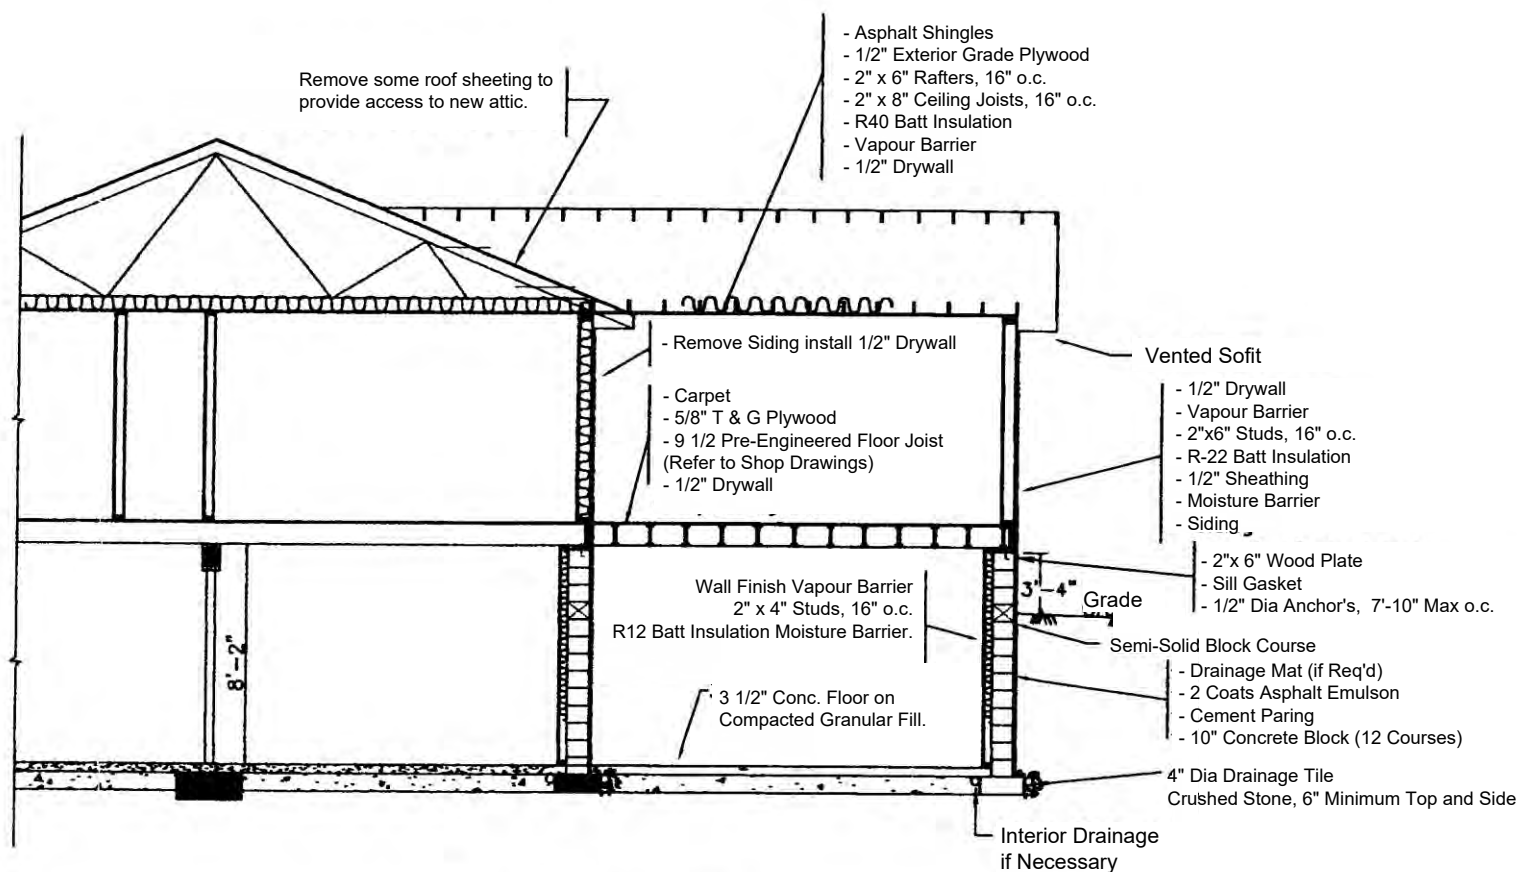 Remove some roof sheeting to
provide access to new attic.
- Asphalt Shingles
- 1/2" Exterior Grade Plywood
- 2" x 6" Rafters, 16" o.c.
- 2" x 8" Ceiling Joists, 16" o.c.
- R40 Batt Insulation
- Vapour Barrier
- 1/2" Drywall
- Remove Siding install 1/2" Drywall
- Carpet
- 5/8" T & G Plywood
- 9 1/2 Pre-Engineered Floor Joist
(Refer to Shop Drawings)
- 1/2" Drywall
Vented Sofit
- 1/2" Drywall
- Vapour Barrier
- 2"x6" Studs, 16" o.c.
- R-22 Batt Insulation
- 1/2" Sheathing
- Moisture Barrier
- Siding
- 2"x 6" Wood Plate
- Sill Gasket
- 1/2" Dia Anchor's, 7'-10" Max o.c.
3'-4"
Grade
Wall Finish Vapour Barrier
2" x 4" Studs, 16" o.c.
R12 Batt Insulation Moisture Barrier.
Semi-Solid Block Course
- Drainage Mat (if Req'd)
- 2 Coats Asphalt Emulson
- Cement Paring
- 10" Concrete Block (12 Courses)
8'-2"
3 1/2" Conc. Floor on
Compacted Granular Fill.
4" Dia Drainage Tile
Crushed Stone, 6" Minimum Top and Side
Interior Drainage
if Necessary